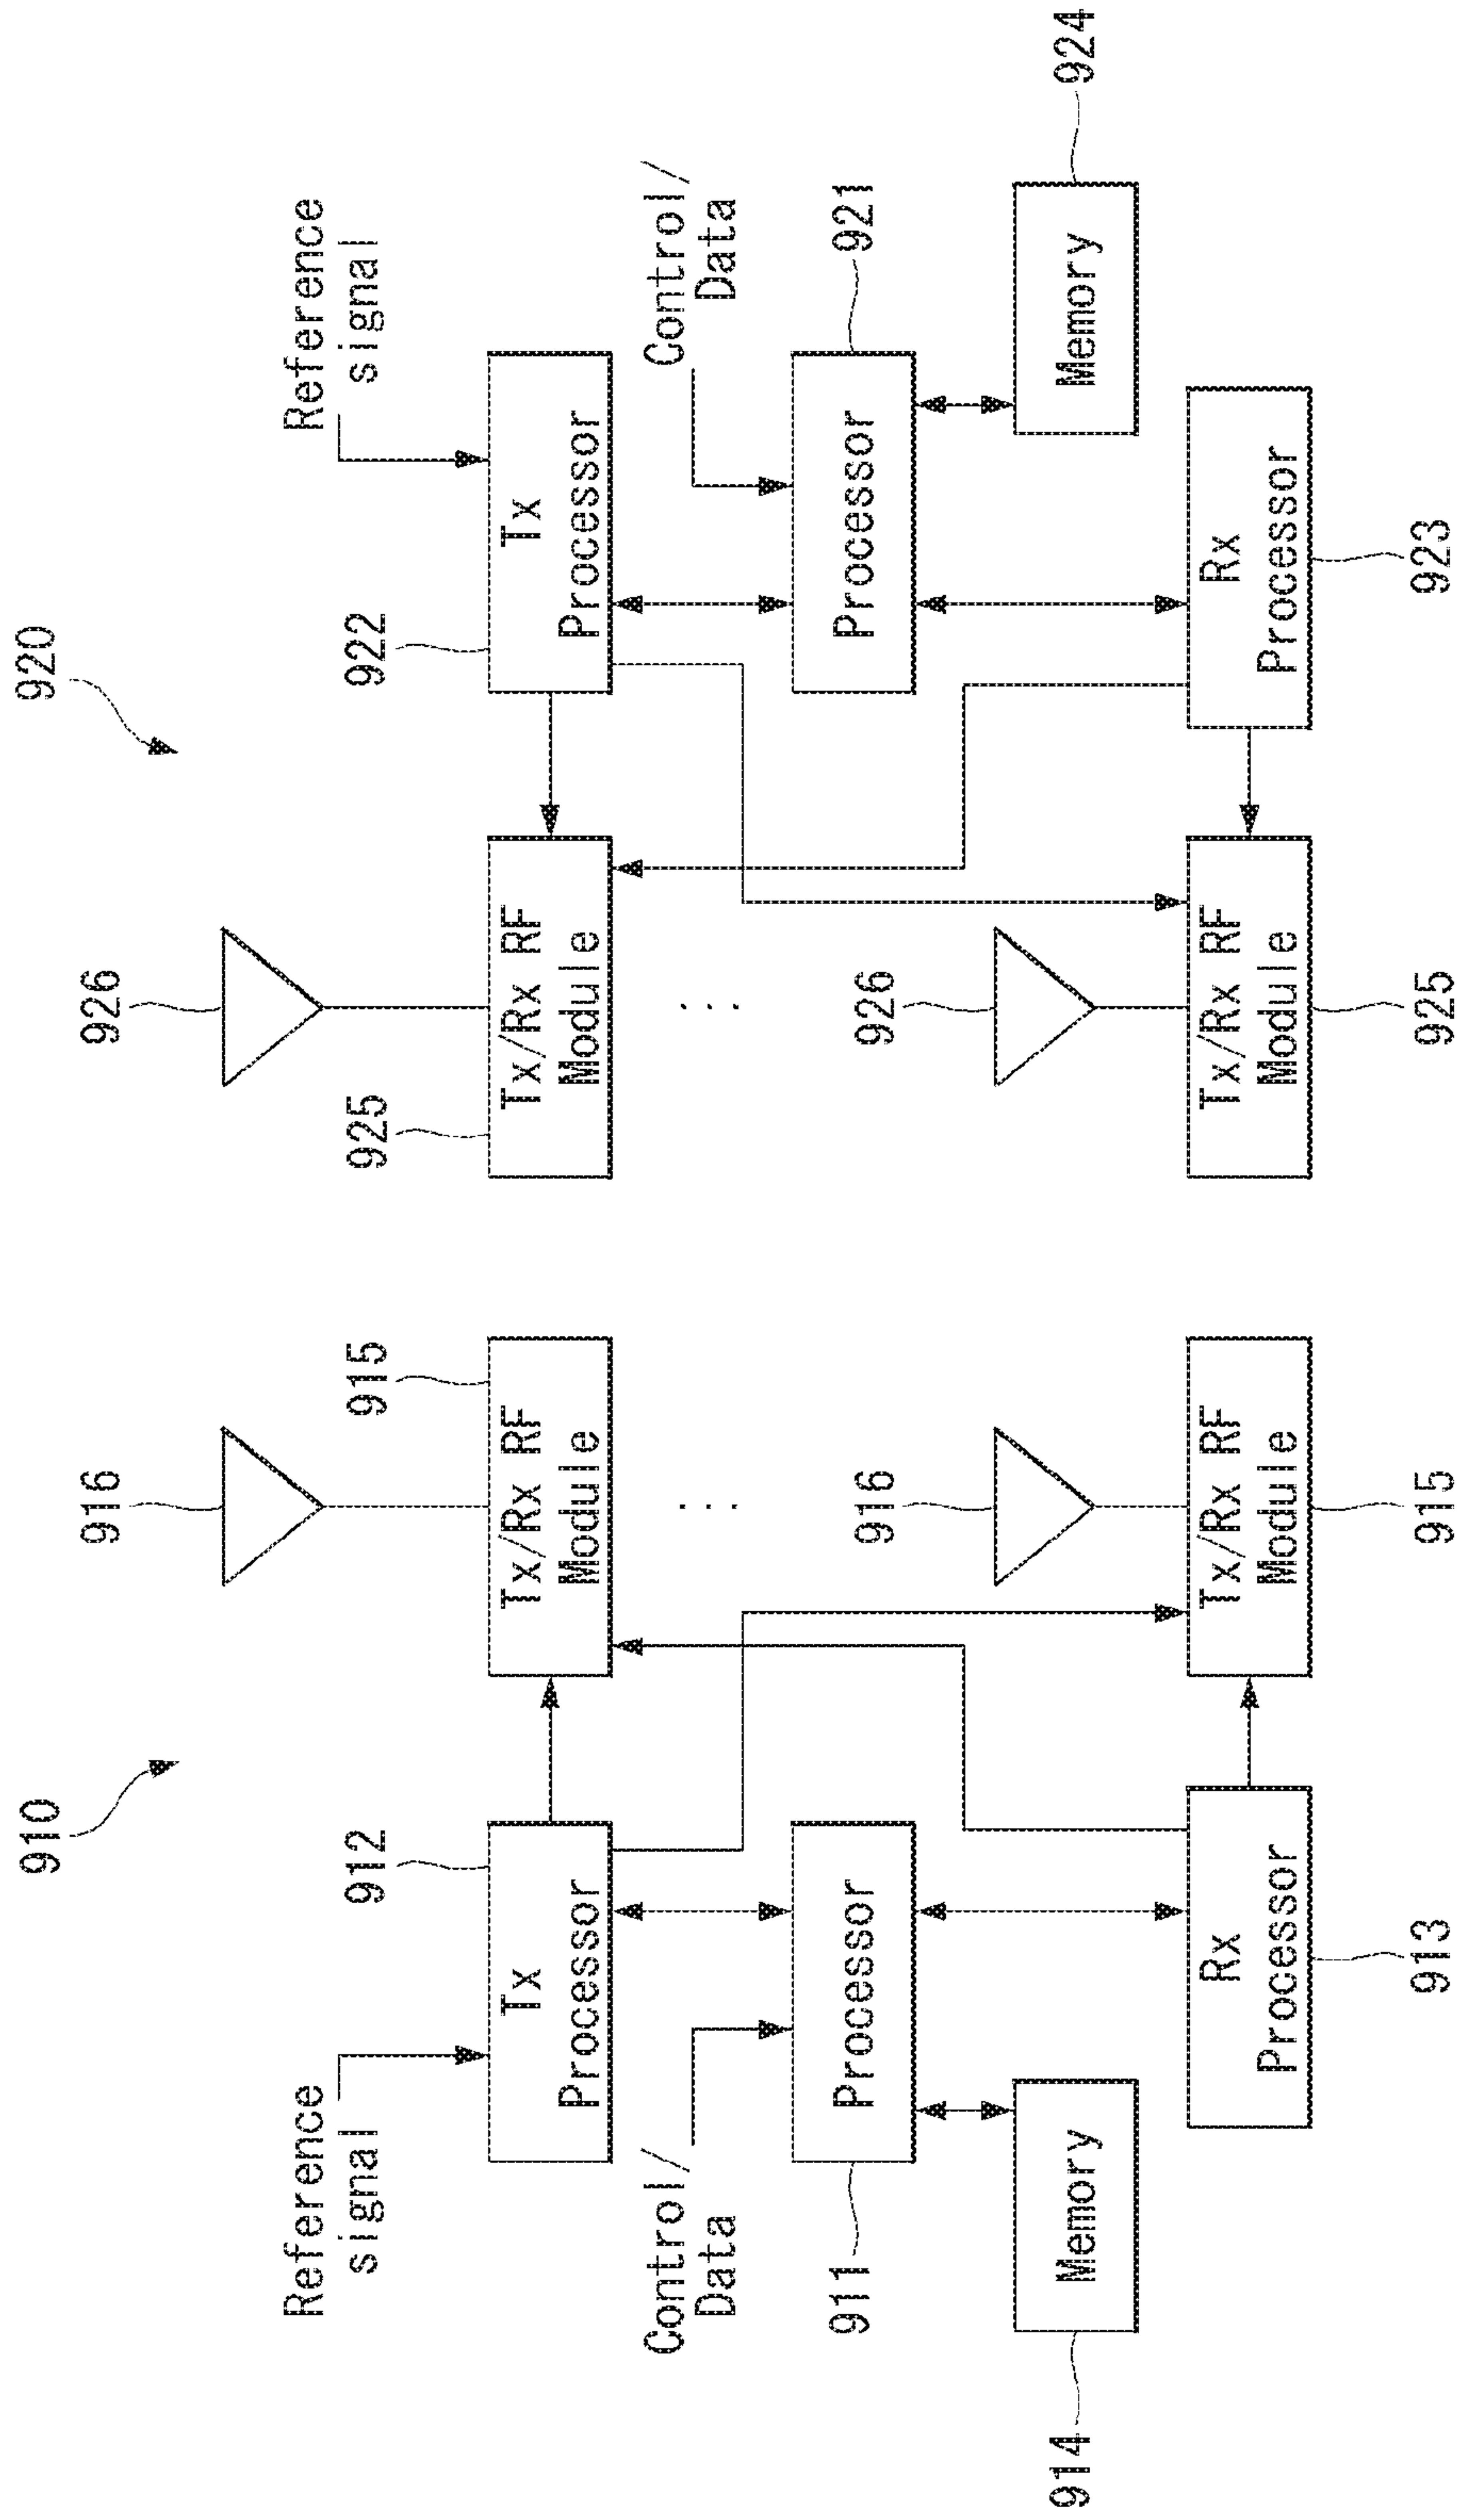 910
920
916
926
Reference
signal
912
915
925
922
Reference
signal
Tx
Processor
Tx/Rx RF
Module
Tx/Rx RF
Module
Tx
Processor
Control/
Data
Control/
Data
911
Processor
916
926
Processor
921
914
Memory
Memory
924
Rx
Processor
Tx/Rx RF
Module
Tx/Rx RF
Module
Rx
Processor
913
915
925
923